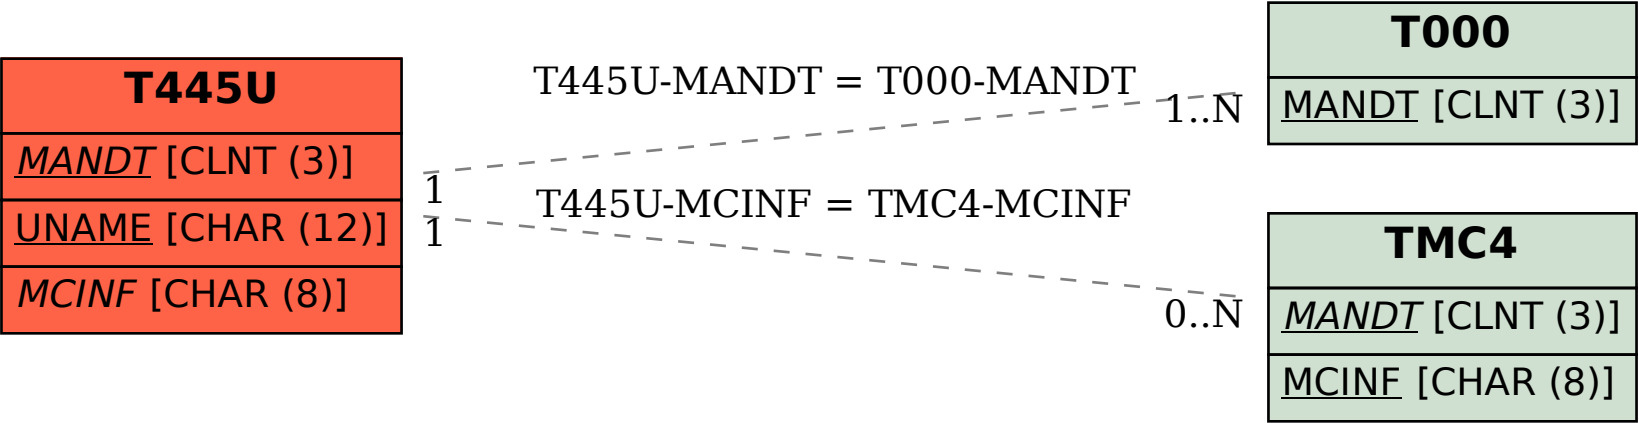 T445U
MANDT [CLNT (3)]
UNAME [CHAR (12)]
MCINF [CHAR (8)]
T445U-MANDT = T000-MANDT
1
1..N
T445U-MCINF = TMC4-MCINF
1
0..N
T000
MANDT [CLNT (3)]
TMC4
MANDT [CLNT (3)]
MCINF [CHAR (8)]